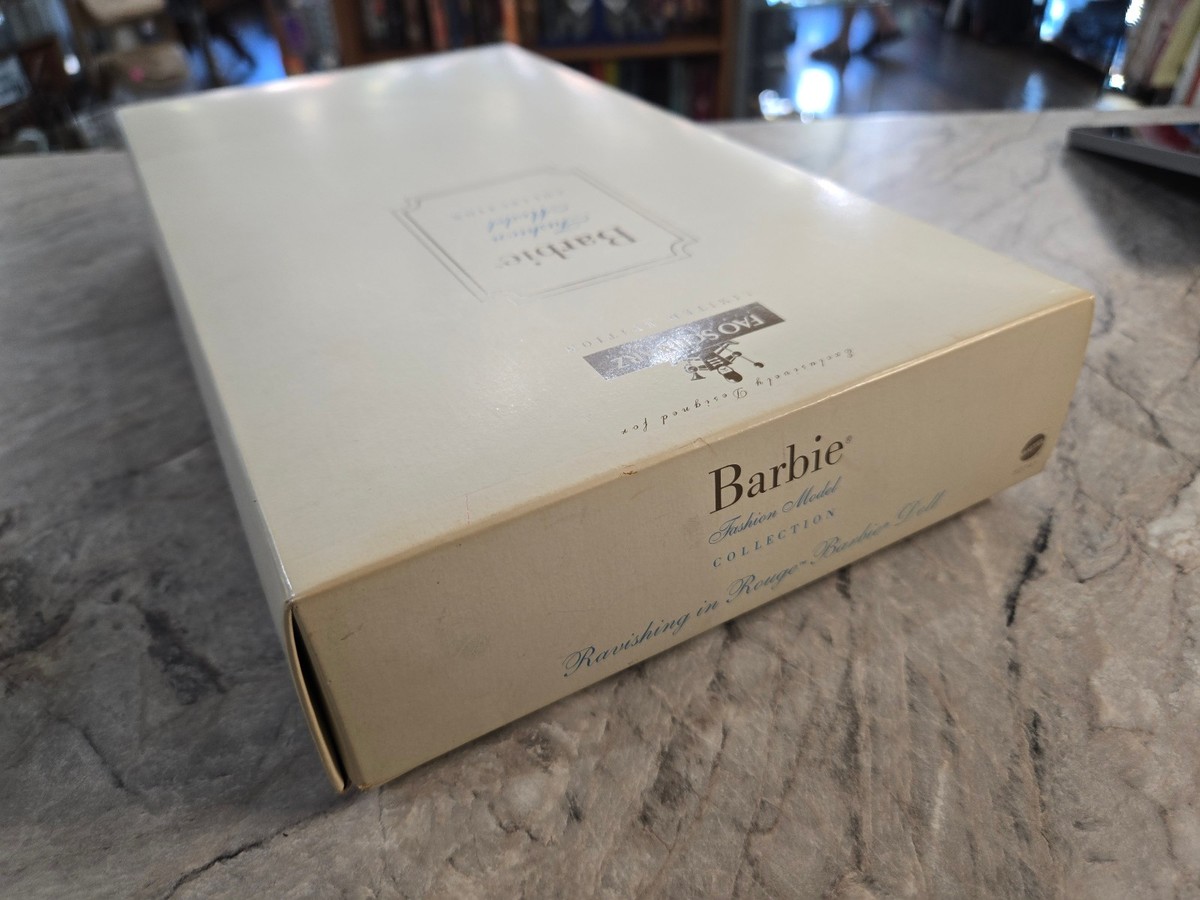 Barbie
Fashion Model
COLLECTION
LIMITED EDITION
FAO SCHWARZ
Exclusively Designed for
Barbie®
Fashion Model
COLLECTION
Ravishing in Rouge™ Barbie® Doll